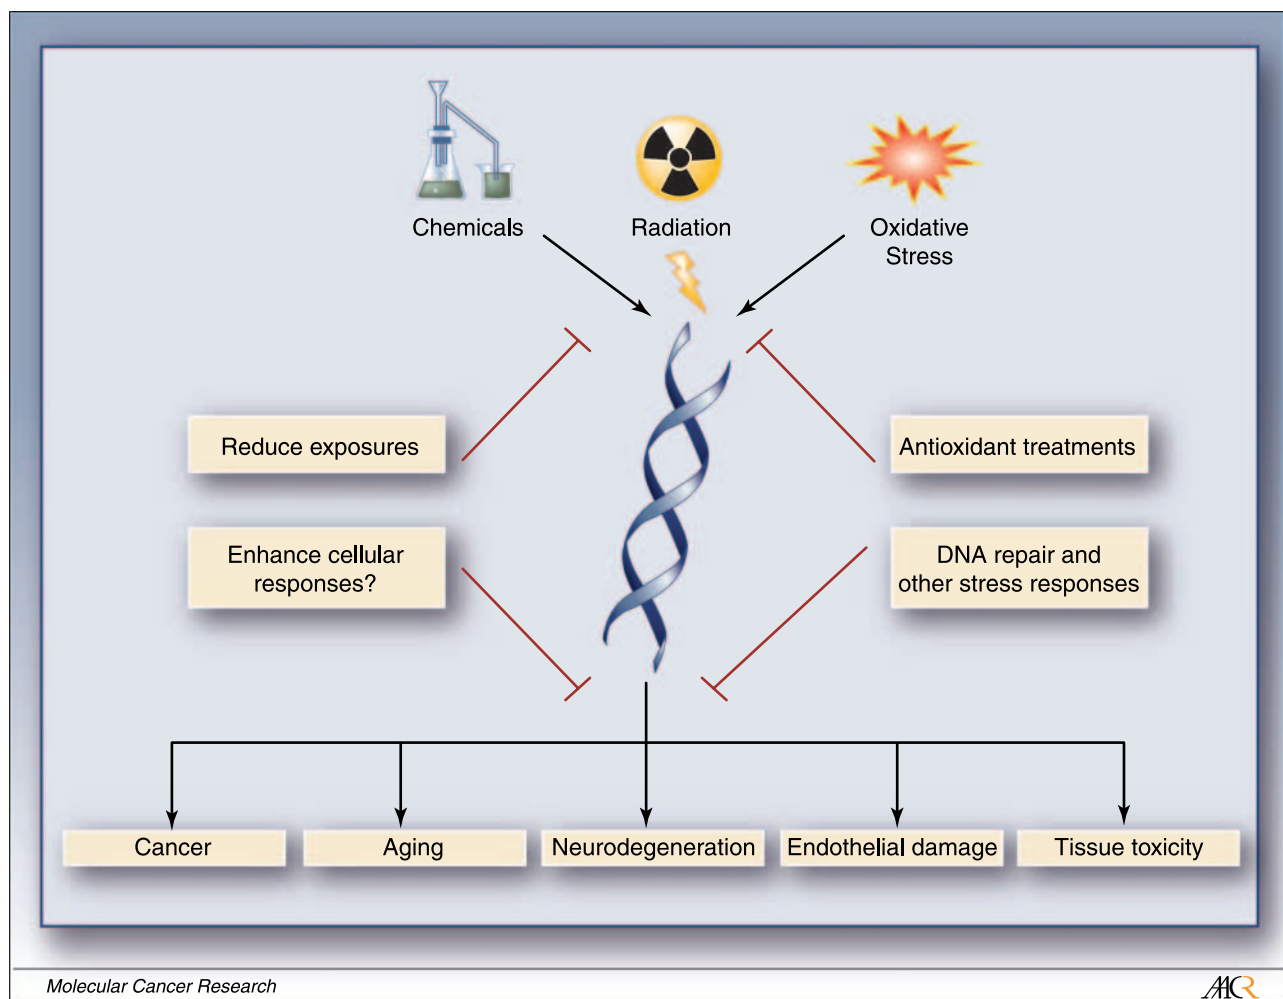 Chemicals
Radiation
Oxidative
Stress
Reduce exposures
Antioxidant treatments
Enhance cellular
responses?
DNA repair and
other stress responses
Cancer
Aging
Neurodegeneration
Endothelial damage
Tissue toxicity
Molecular Cancer Research
AACR